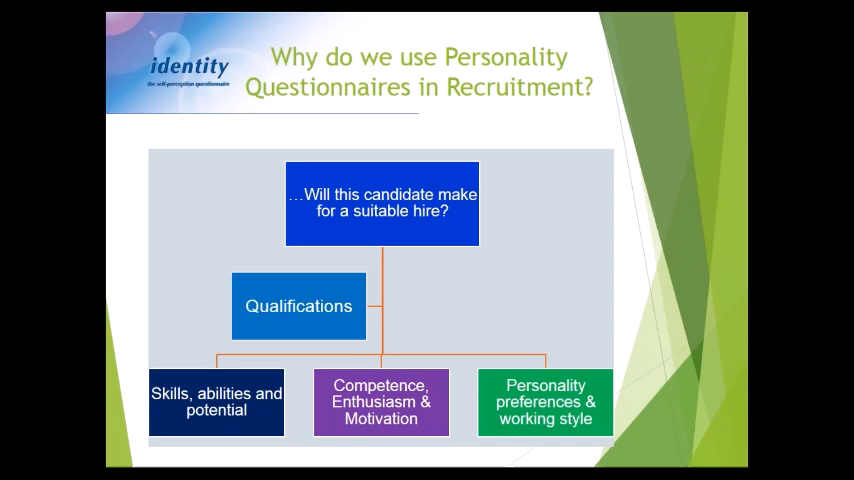 identity
the self-perception questionnaire
Why do we use Personality
Questionnaires in Recruitment?
…Will this candidate make
for a suitable hire?
Qualifications
Skills, abilities and
potential
Competence,
Enthusiasm &
Motivation
Personality
preferences &
working style